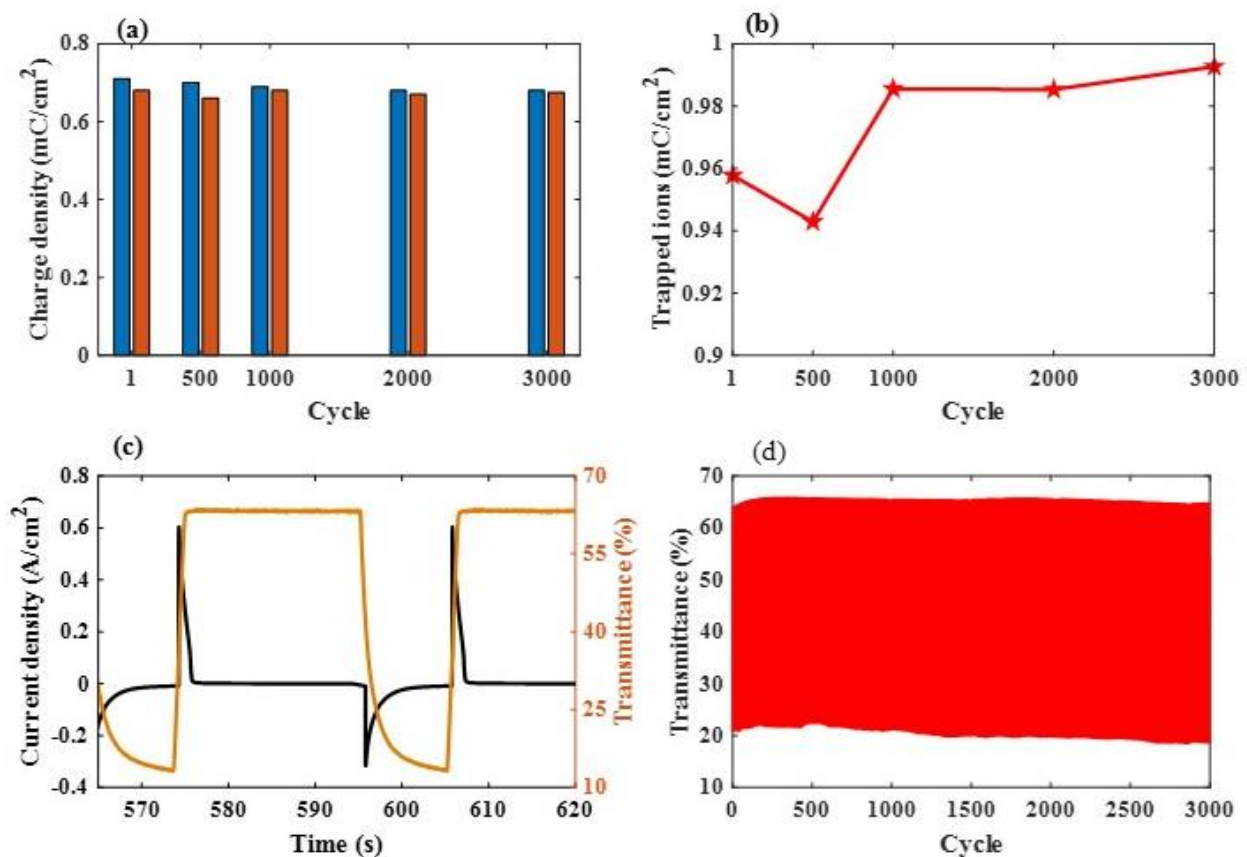 (a)
Charge density (mC/cm²)
0.8
0.6
0.4
0.2
0
1 500 1000 2000 3000
Cycle
(b)
Trapped ions (mC/cm²)
1
0.98
0.96
0.94
0.92
0.9
1 500 1000 2000 3000
Cycle
(c)
Current density (A/cm²)
0.8
0.6
0.4
0.2
0
-0.2
-0.4
70
55
40
25
10
Transmittance (%)
570 580 590 600 610 620
Time (s)
(d)
Transmittance (%)
70
60
50
40
30
20
10
0 500 1000 1500 2000 2500 3000
Cycle